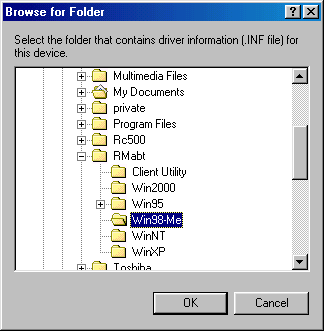 Browse for Folder
Select the folder that contains driver information (.INF file) for
this device.
Multimedia Files
My Documents
private
Program Files
Rc500
RMabt
Client Utility
Win2000
Win95
Win98-Me
WinNT
WinXP
Toshiba
OK
Cancel